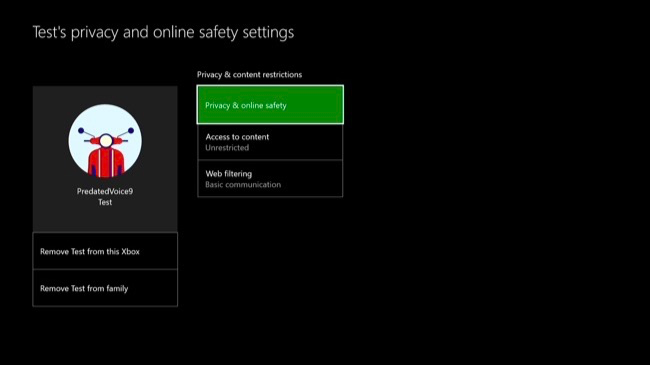 Test's privacy and online safety settings
Privacy & content restrictions
Privacy & online safety
Access to content
Unrestricted
Web filtering
Basic communication
PredatedVoice9
Test
Remove Test from this Xbox
Remove Test from family